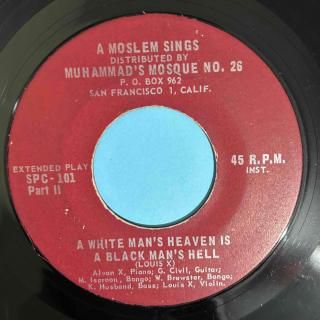 A MOSLEM SINGS
DISTRIBUTED BY
MUHAMMAD'S MOSQUE NO. 26
P. O. BOX 962
SAN FRANCISCO 1, CALIF.
EXTENDED PLAY
SPC-101
Part II
45 R.P.M.
INST.
A WHITE MAN'S HEAVEN IS
A BLACK MAN'S HELL
(LOUIS X)
Alvan X, Piano; G. Civil, Guitar;
M. Isaroon, Bongo; W. Brewster, Bongo;
K. Husband, Bass; Louis X, Violin.